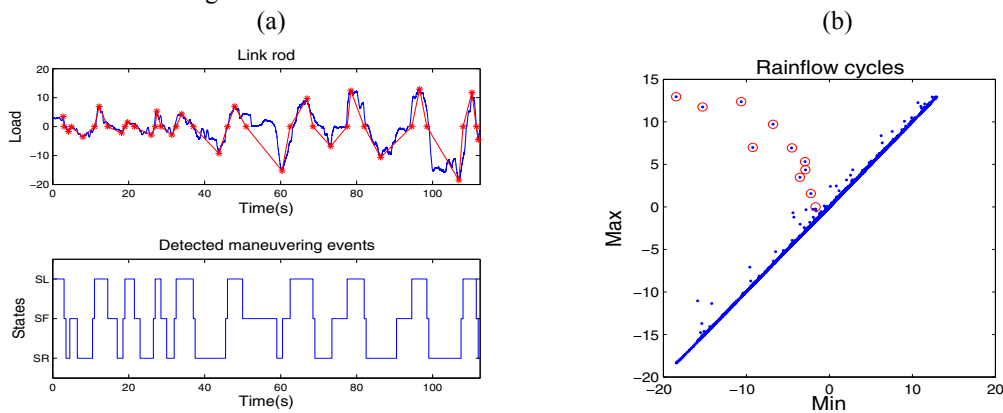 (a)
(b)
Link rod
20
10
0
−10
−20
Load
0
20
40
60
80
100
Time(s)
Detected maneuvering events
SL
SF
SR
States
0
20
40
60
80
100
Time(s)
Rainflow cycles
15
10
5
0
−5
−10
−15
−20
Max
−20
−10
0
10
20
Min